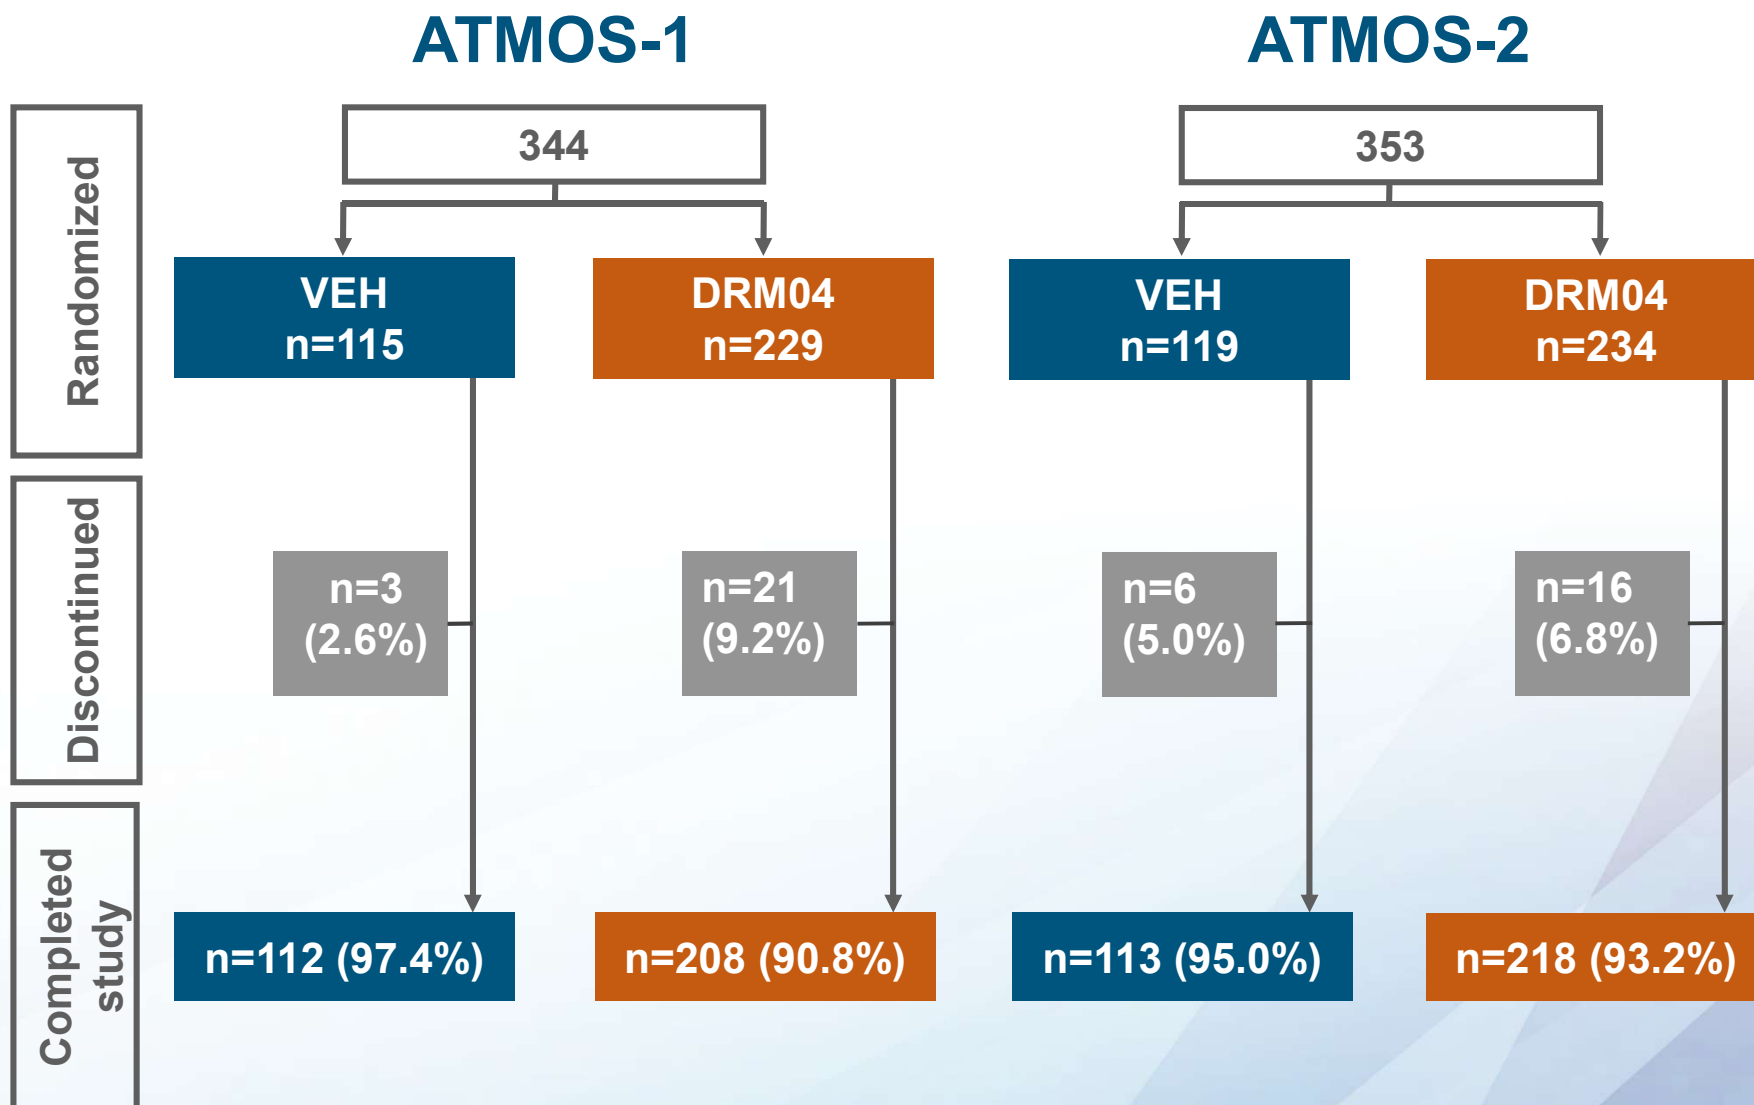 ATMOS-1
ATMOS-2
Randomized
344
353
VEH
n=115
DRM04
n=229
VEH
n=119
DRM04
n=234
Discontinued
n=3
(2.6%)
n=21
(9.2%)
n=6
(5.0%)
n=16
(6.8%)
Completed
study
n=112 (97.4%)
n=208 (90.8%)
n=113 (95.0%)
n=218 (93.2%)